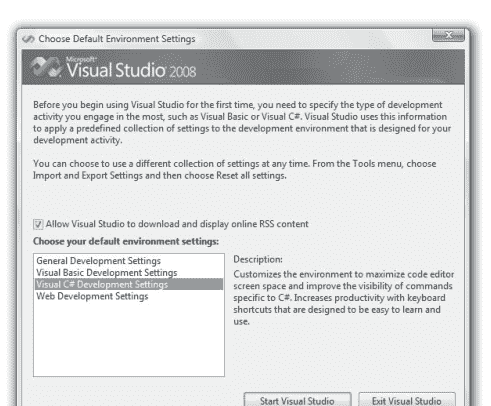 Choose Default Environment Settings
Microsoft
Visual Studio 2008
Before you begin using Visual Studio for the first time, you need to specify the type of development
activity you engage in the most, such as Visual Basic or Visual C#. Visual Studio uses this information
to apply a predefined collection of settings to the development environment that is designed for your
development activity.
You can choose to use a different collection of settings at any time. From the Tools menu, choose
Import and Export Settings and then choose Reset all settings.
Allow Visual Studio to download and display online RSS content
Choose your default environment settings:
General Development Settings
Visual Basic Development Settings
Visual C# Development Settings
Web Development Settings
Description:
Customizes the environment to maximize code editor
screen space and improve the visibility of commands
specific to C#. Increases productivity with keyboard
shortcuts that are designed to be easy to learn and
use.
Start Visual Studio
Exit Visual Studio